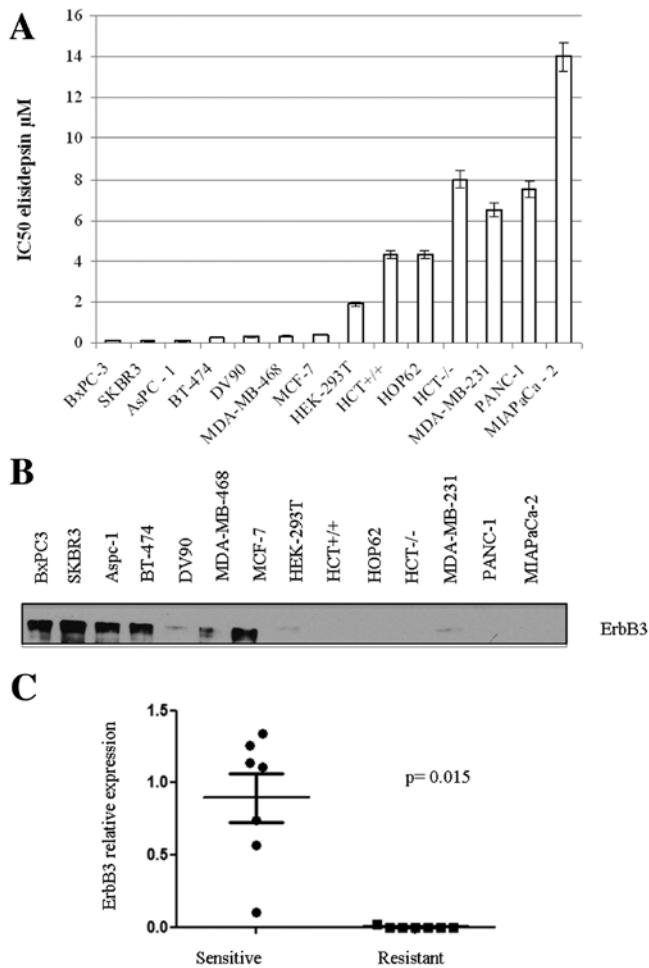 A
IC50 elisidepsin µM
16
14
12
10
8
6
4
2
0
BxPC-3
SKBR3
AsPC - 1
BT-474
DV90
MDA-MB-468
MCF-7
HEK-293T
HCT+/+
HOP62
HCT-/-
MDA-MB-231
PANC-1
MIAPaCa - 2
B
BxPC3
SKBR3
Aspc-1
BT-474
DV90
MDA-MB-468
MCF-7
HEK-293T
HCT+/+
HOP62
HCT-/-
MDA-MB-231
PANC-1
MIAPaCa-2
ErbB3
C
ErbB3 relative expression
1.5
1.0
0.5
0.0
p= 0.015
Sensitive
Resistant